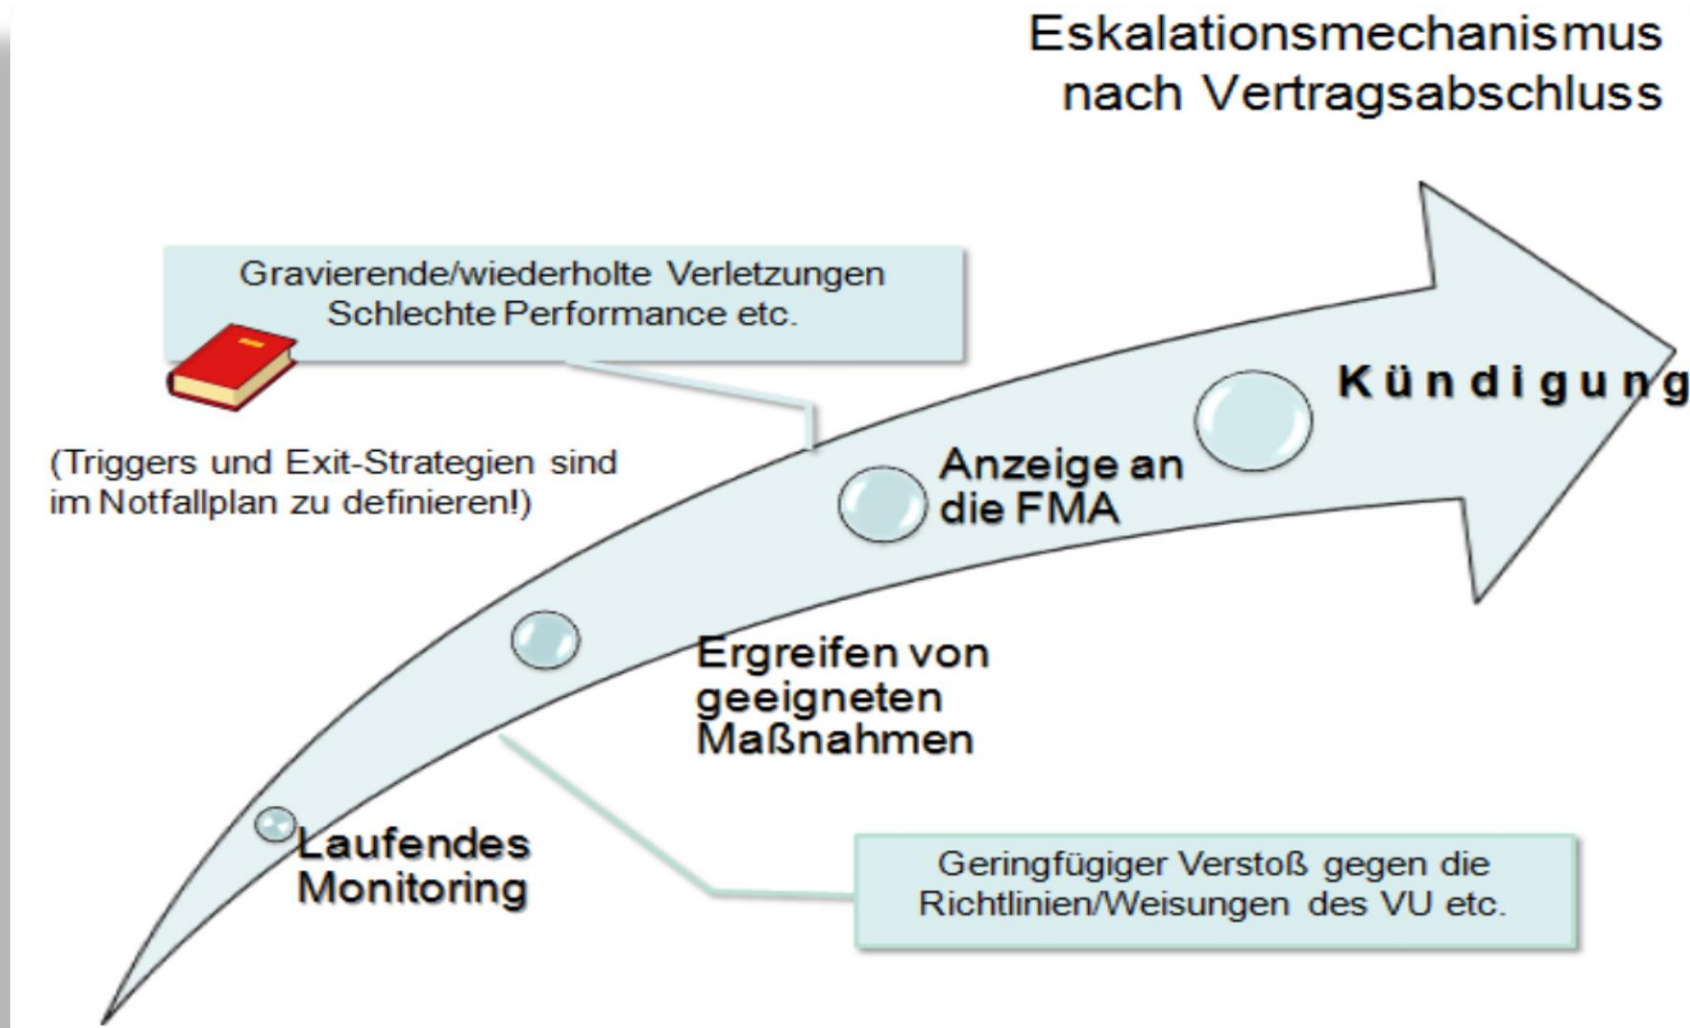 Eskalationsmechanismus
nach Vertragsabschluss
Gravierende/wiederholte Verletzungen
Schlechte Performance etc.
(Triggers und Exit-Strategien sind
im Notfallplan zu definieren!)
Kündigung
Anzeige an
die FMA
Ergreifen von
geeigneten
Maßnahmen
Laufendes
Monitoring
Geringfügiger Verstoß gegen die
Richtlinien/Weisungen des VU etc.